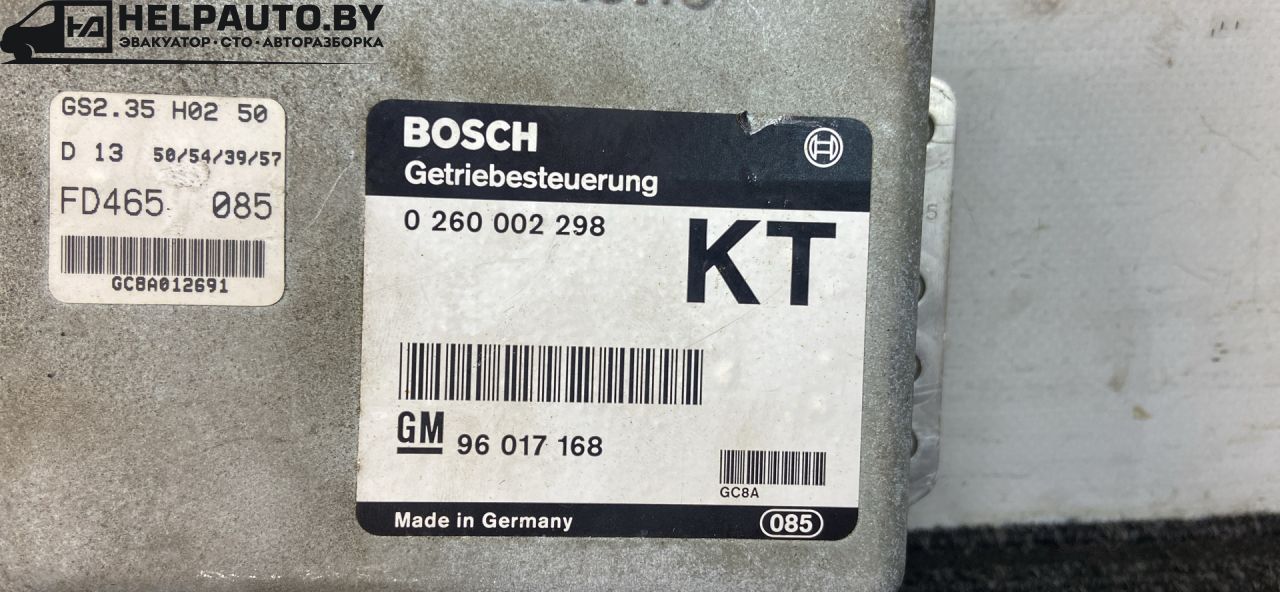 HELPAUTO.BY
ЭВАКУАТОР • СТО • АВТОРАЗБОРКА
GS2.35 H02 50
D 13 50/54/39/57
FD465 085
GC8A012691
BOSCH
Getriebesteuerung
0 260 002 298
KT
GM 96 017 168
GC8A
Made in Germany 085